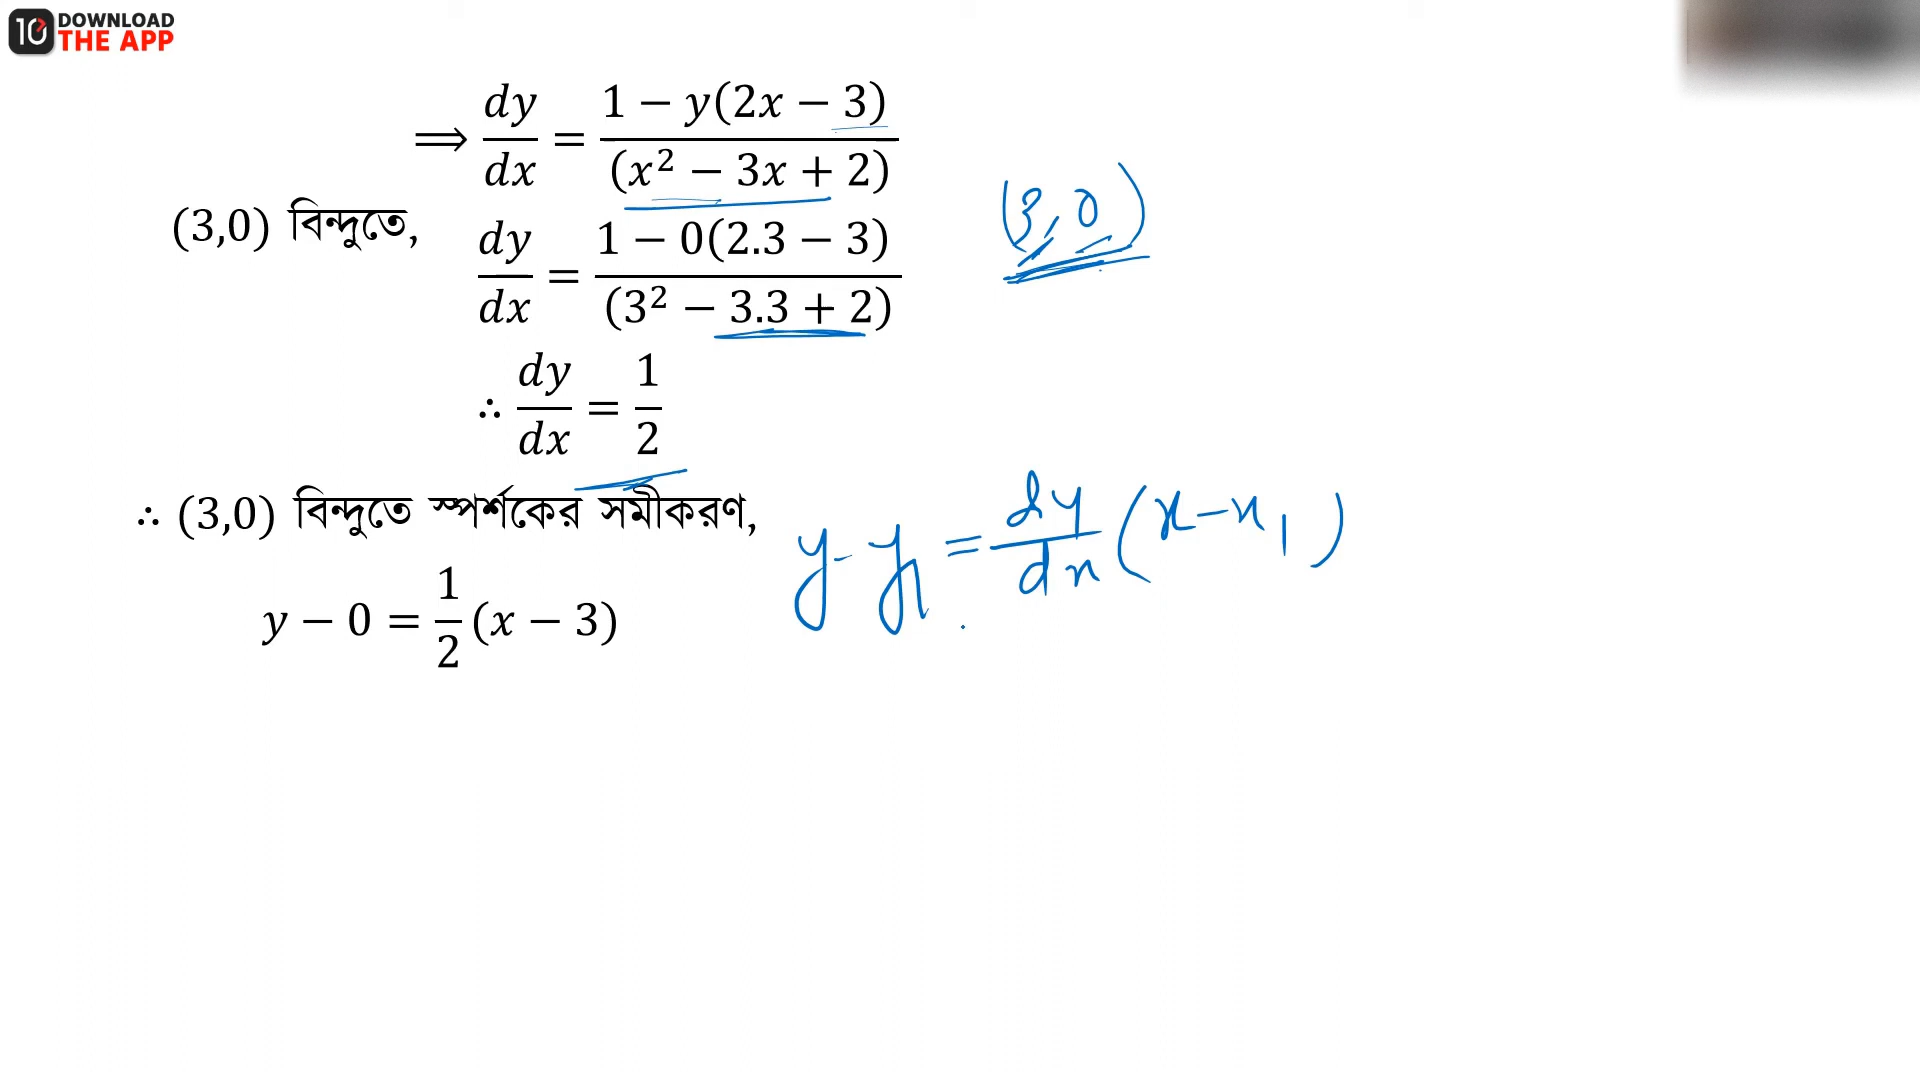 10 DOWNLOAD
THE APP
⟹ dy/dx = (1 − y(2x − 3))/(x² − 3x + 2)
(3,0) বিন্দুতে, dy/dx = (1 − 0(2.3 − 3))/(3² − 3.3 + 2)
(3, 0)
∴ dy/dx = 1/2
∴ (3,0) বিন্দুতে স্পর্শকের সমীকরণ,
y - y₁ = dy/dx (x - x₁)
y − 0 = 1/2 (x − 3)